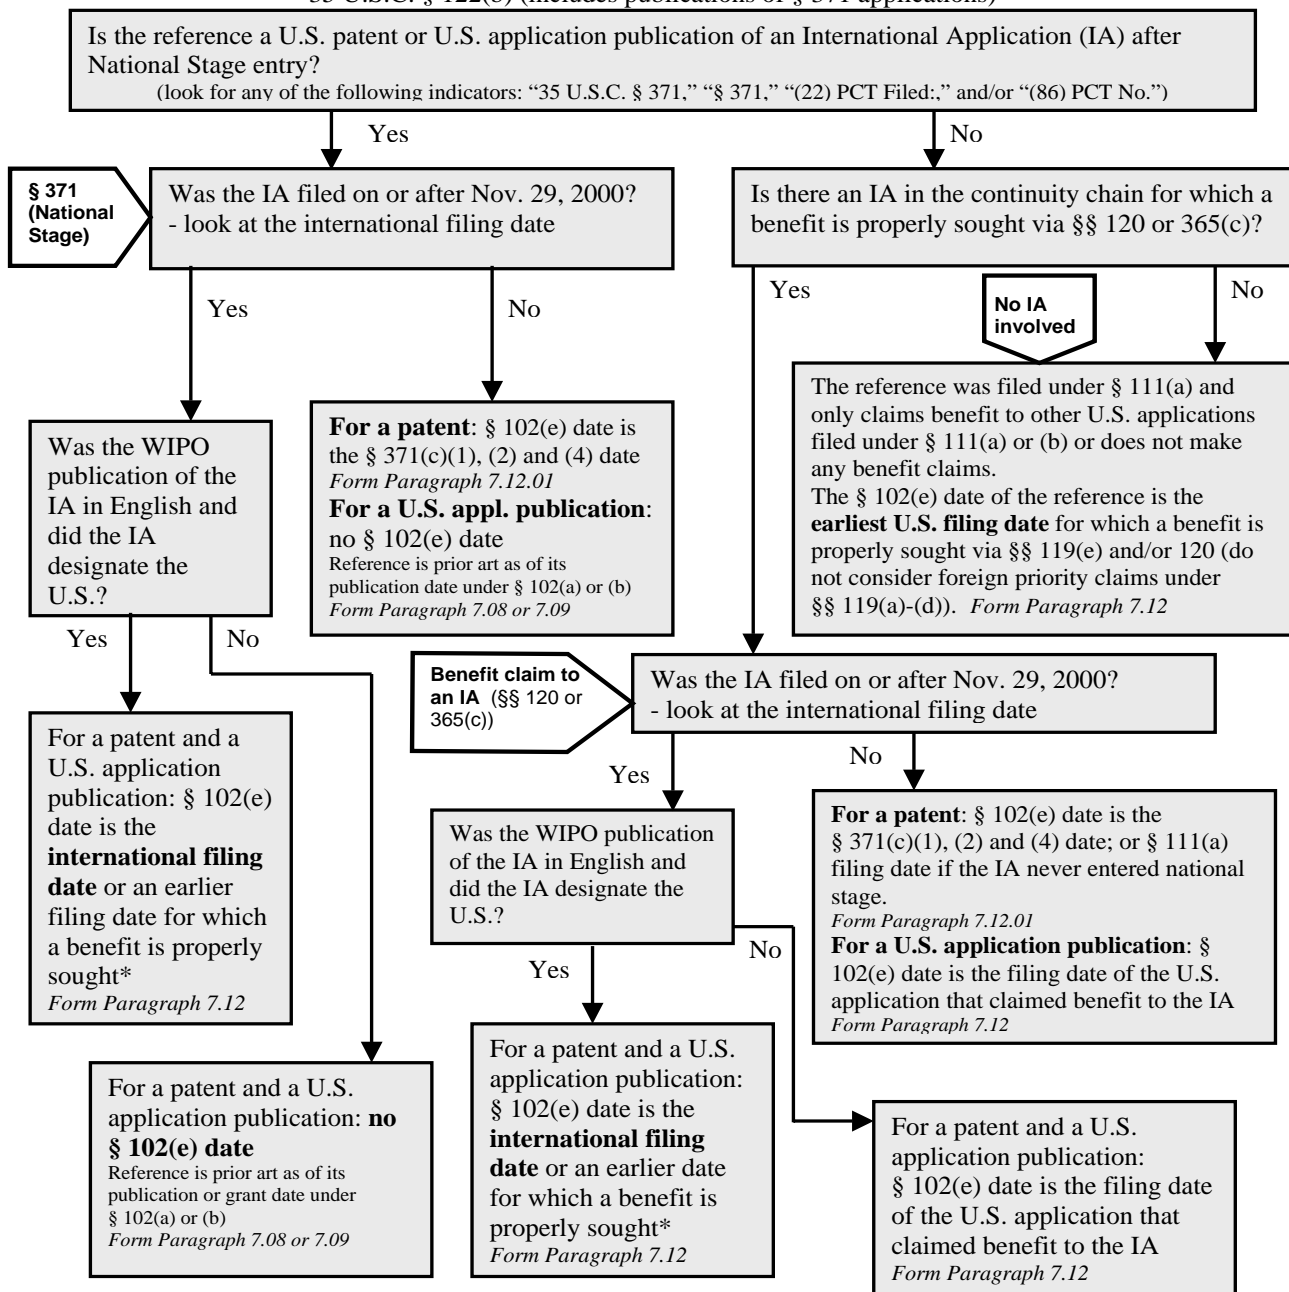 35 U.S.C. § 122(b) (includes publications of § 371 applications)
Is the reference a U.S. patent or U.S. application publication of an International Application (IA) after
National Stage entry?
(look for any of the following indicators: “35 U.S.C. § 371,” “§ 371,” “(22) PCT Filed:,” and/or “(86) PCT No.”)
Yes
No
§ 371
(National
Stage)
Was the IA filed on or after Nov. 29, 2000?
- look at the international filing date
Is there an IA in the continuity chain for which a
benefit is properly sought via §§ 120 or 365(c)?
Yes
No
Yes
No
No IA
involved
Was the WIPO
publication of the
IA in English and
did the IA
designate the
U.S.?
For a patent: § 102(e) date is
the § 371(c)(1), (2) and (4) date
Form Paragraph 7.12.01
For a U.S. appl. publication:
no § 102(e) date
Reference is prior art as of its
publication date under § 102(a) or (b)
Form Paragraph 7.08 or 7.09
The reference was filed under § 111(a) and
only claims benefit to other U.S. applications
filed under § 111(a) or (b) or does not make
any benefit claims.
The § 102(e) date of the reference is the
earliest U.S. filing date for which a benefit is
properly sought via §§ 119(e) and/or 120 (do
not consider foreign priority claims under
§§ 119(a)-(d)). Form Paragraph 7.12
Yes
No
Benefit claim to
an IA (§§ 120 or
365(c))
Was the IA filed on or after Nov. 29, 2000?
- look at the international filing date
For a patent and a
U.S. application
publication: § 102(e)
date is the
international filing
date or an earlier
filing date for which
a benefit is properly
sought*
Form Paragraph 7.12
Yes
No
Was the WIPO publication
of the IA in English and
did the IA designate the
U.S.?
For a patent: § 102(e) date is the
§ 371(c)(1), (2) and (4) date; or § 111(a)
filing date if the IA never entered national
stage.
Form Paragraph 7.12.01
For a U.S. application publication: §
102(e) date is the filing date of the U.S.
application that claimed benefit to the IA
Form Paragraph 7.12
Yes
No
For a patent and a U.S.
application publication: no
§ 102(e) date
Reference is prior art as of its
publication or grant date under
§ 102(a) or (b)
Form Paragraph 7.08 or 7.09
For a patent and a U.S.
application publication:
§ 102(e) date is the
international filing
date or an earlier date
for which a benefit is
properly sought*
Form Paragraph 7.12
For a patent and a U.S.
application publication:
§ 102(e) date is the filing date
of the U.S. application that
claimed benefit to the IA
Form Paragraph 7.12